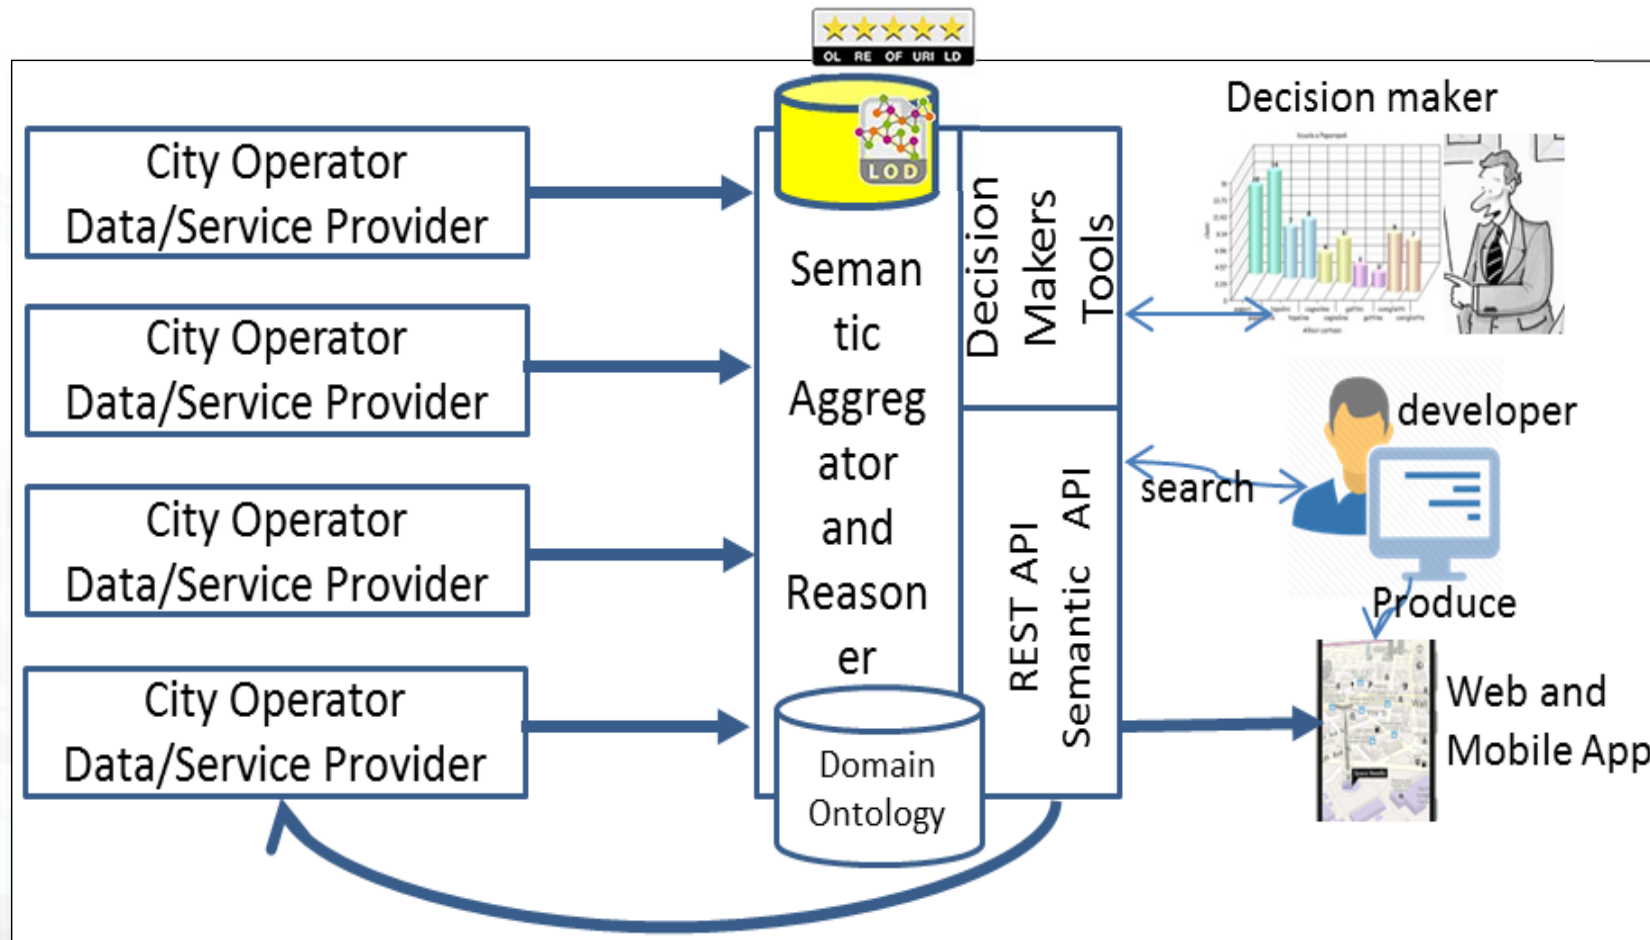 OL RE OF URI LD
City Operator
Data/Service Provider
City Operator
Data/Service Provider
City Operator
Data/Service Provider
City Operator
Data/Service Provider
LOD
Seman
tic
Aggreg
ator
and
Reason
er
Domain
Ontology
Decision
Makers
Tools
REST API
Semantic API
Decision maker
developer
search
Produce
Web and
Mobile App